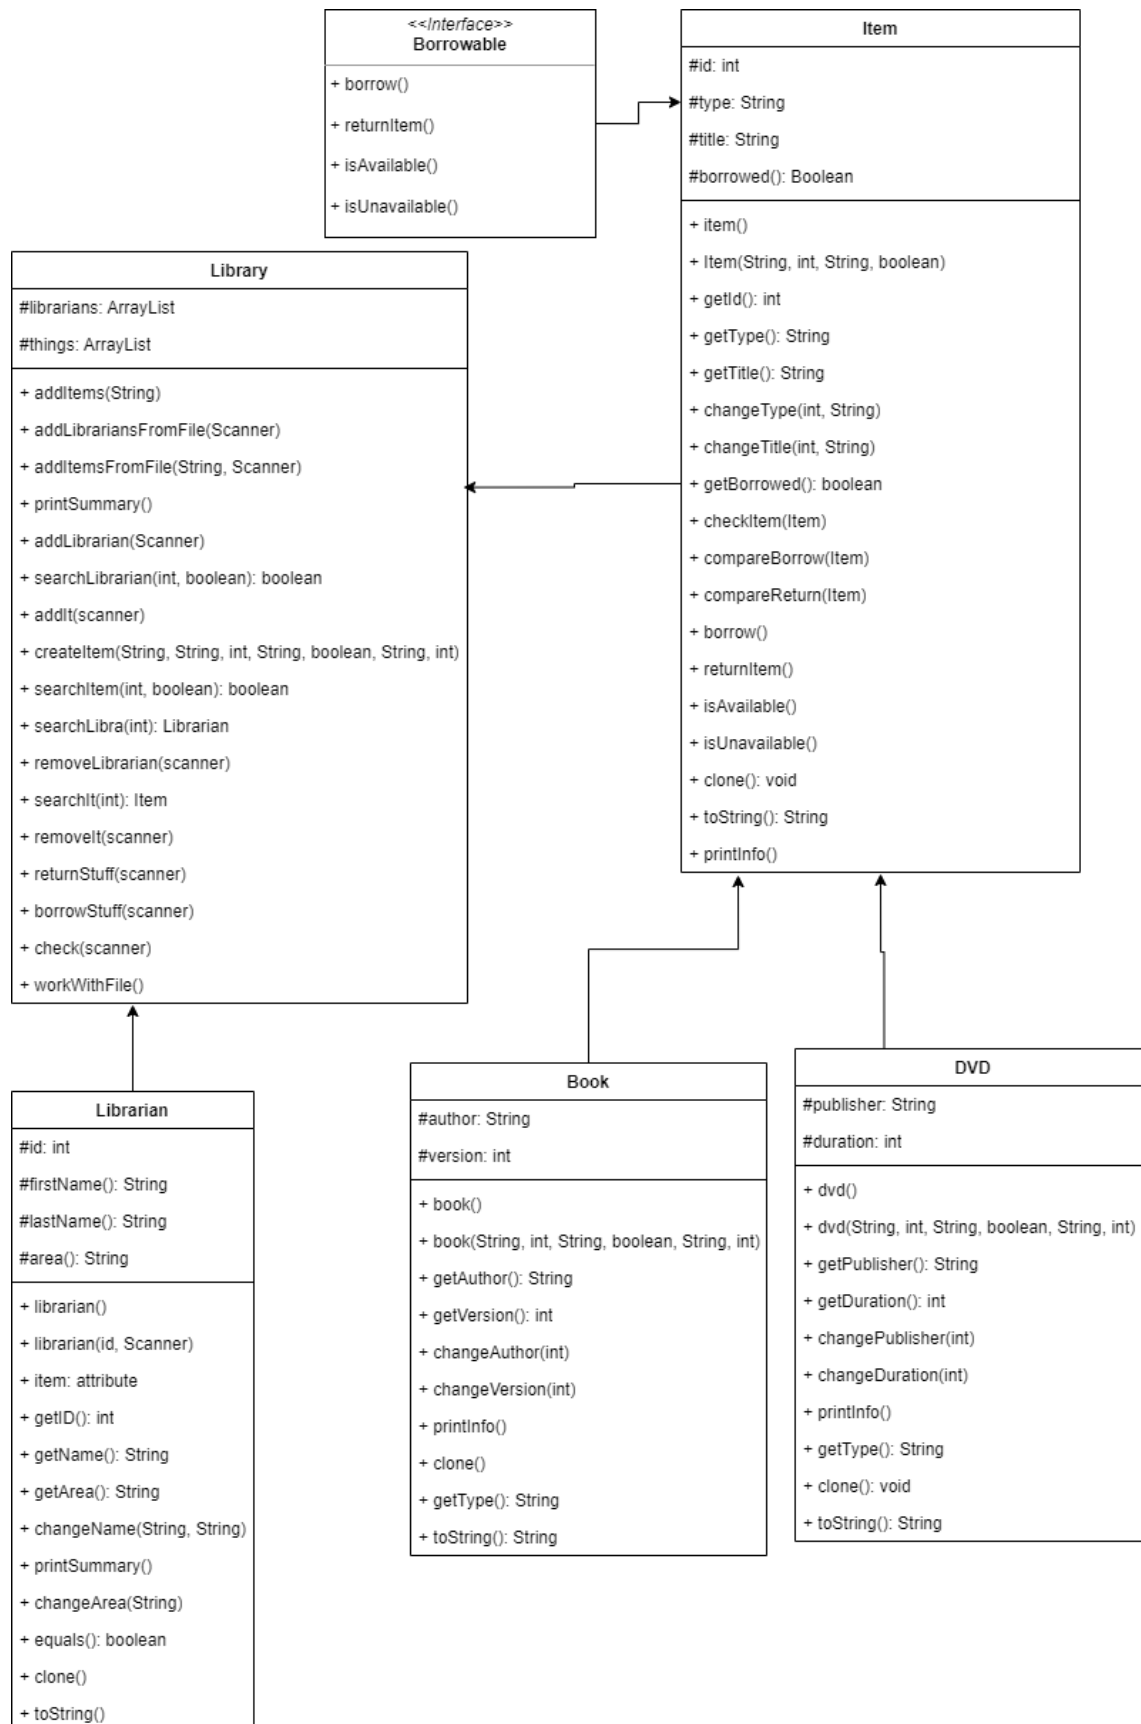 <<Interface>>
Borrowable
+ borrow()
+ returnItem()
+ isAvailable()
+ isUnavailable()
Item
#id: int
#type: String
#title: String
#borrowed(): Boolean
+ item()
+ Item(String, int, String, boolean)
+ getId(): int
+ getType(): String
+ getTitle(): String
+ changeType(int, String)
+ changeTitle(int, String)
+ getBorrowed(): boolean
+ checkItem(Item)
+ compareBorrow(Item)
+ compareReturn(Item)
+ borrow()
+ returnItem()
+ isAvailable()
+ isUnavailable()
+ clone(): void
+ toString(): String
+ printInfo()
Library
#librarians: ArrayList
#things: ArrayList
+ addItems(String)
+ addLibrariansFromFile(Scanner)
+ addItemsFromFile(String, Scanner)
+ printSummary()
+ addLibrarian(Scanner)
+ searchLibrarian(int, boolean): boolean
+ addIt(scanner)
+ createItem(String, String, int, String, boolean, String, int)
+ searchItem(int, boolean): boolean
+ searchLibra(int): Librarian
+ removeLibrarian(scanner)
+ searchIt(int): Item
+ removeIt(scanner)
+ returnStuff(scanner)
+ borrowStuff(scanner)
+ check(scanner)
+ workWithFile()
Librarian
#id: int
#firstName(): String
#lastName(): String
#area(): String
+ librarian()
+ librarian(id, Scanner)
+ item: attribute
+ getID(): int
+ getName(): String
+ getArea(): String
+ changeName(String, String)
+ printSummary()
+ changeArea(String)
+ equals(): boolean
+ clone()
+ toString()
Book
#author: String
#version: int
+ book()
+ book(String, int, String, boolean, String, int)
+ getAuthor(): String
+ getVersion(): int
+ changeAuthor(int)
+ changeVersion(int)
+ printInfo()
+ clone()
+ getType(): String
+ toString(): String
DVD
#publisher: String
#duration: int
+ dvd()
+ dvd(String, int, String, boolean, String, int)
+ getPublisher(): String
+ getDuration(): int
+ changePublisher(int)
+ changeDuration(int)
+ printInfo()
+ getType(): String
+ clone(): void
+ toString(): String